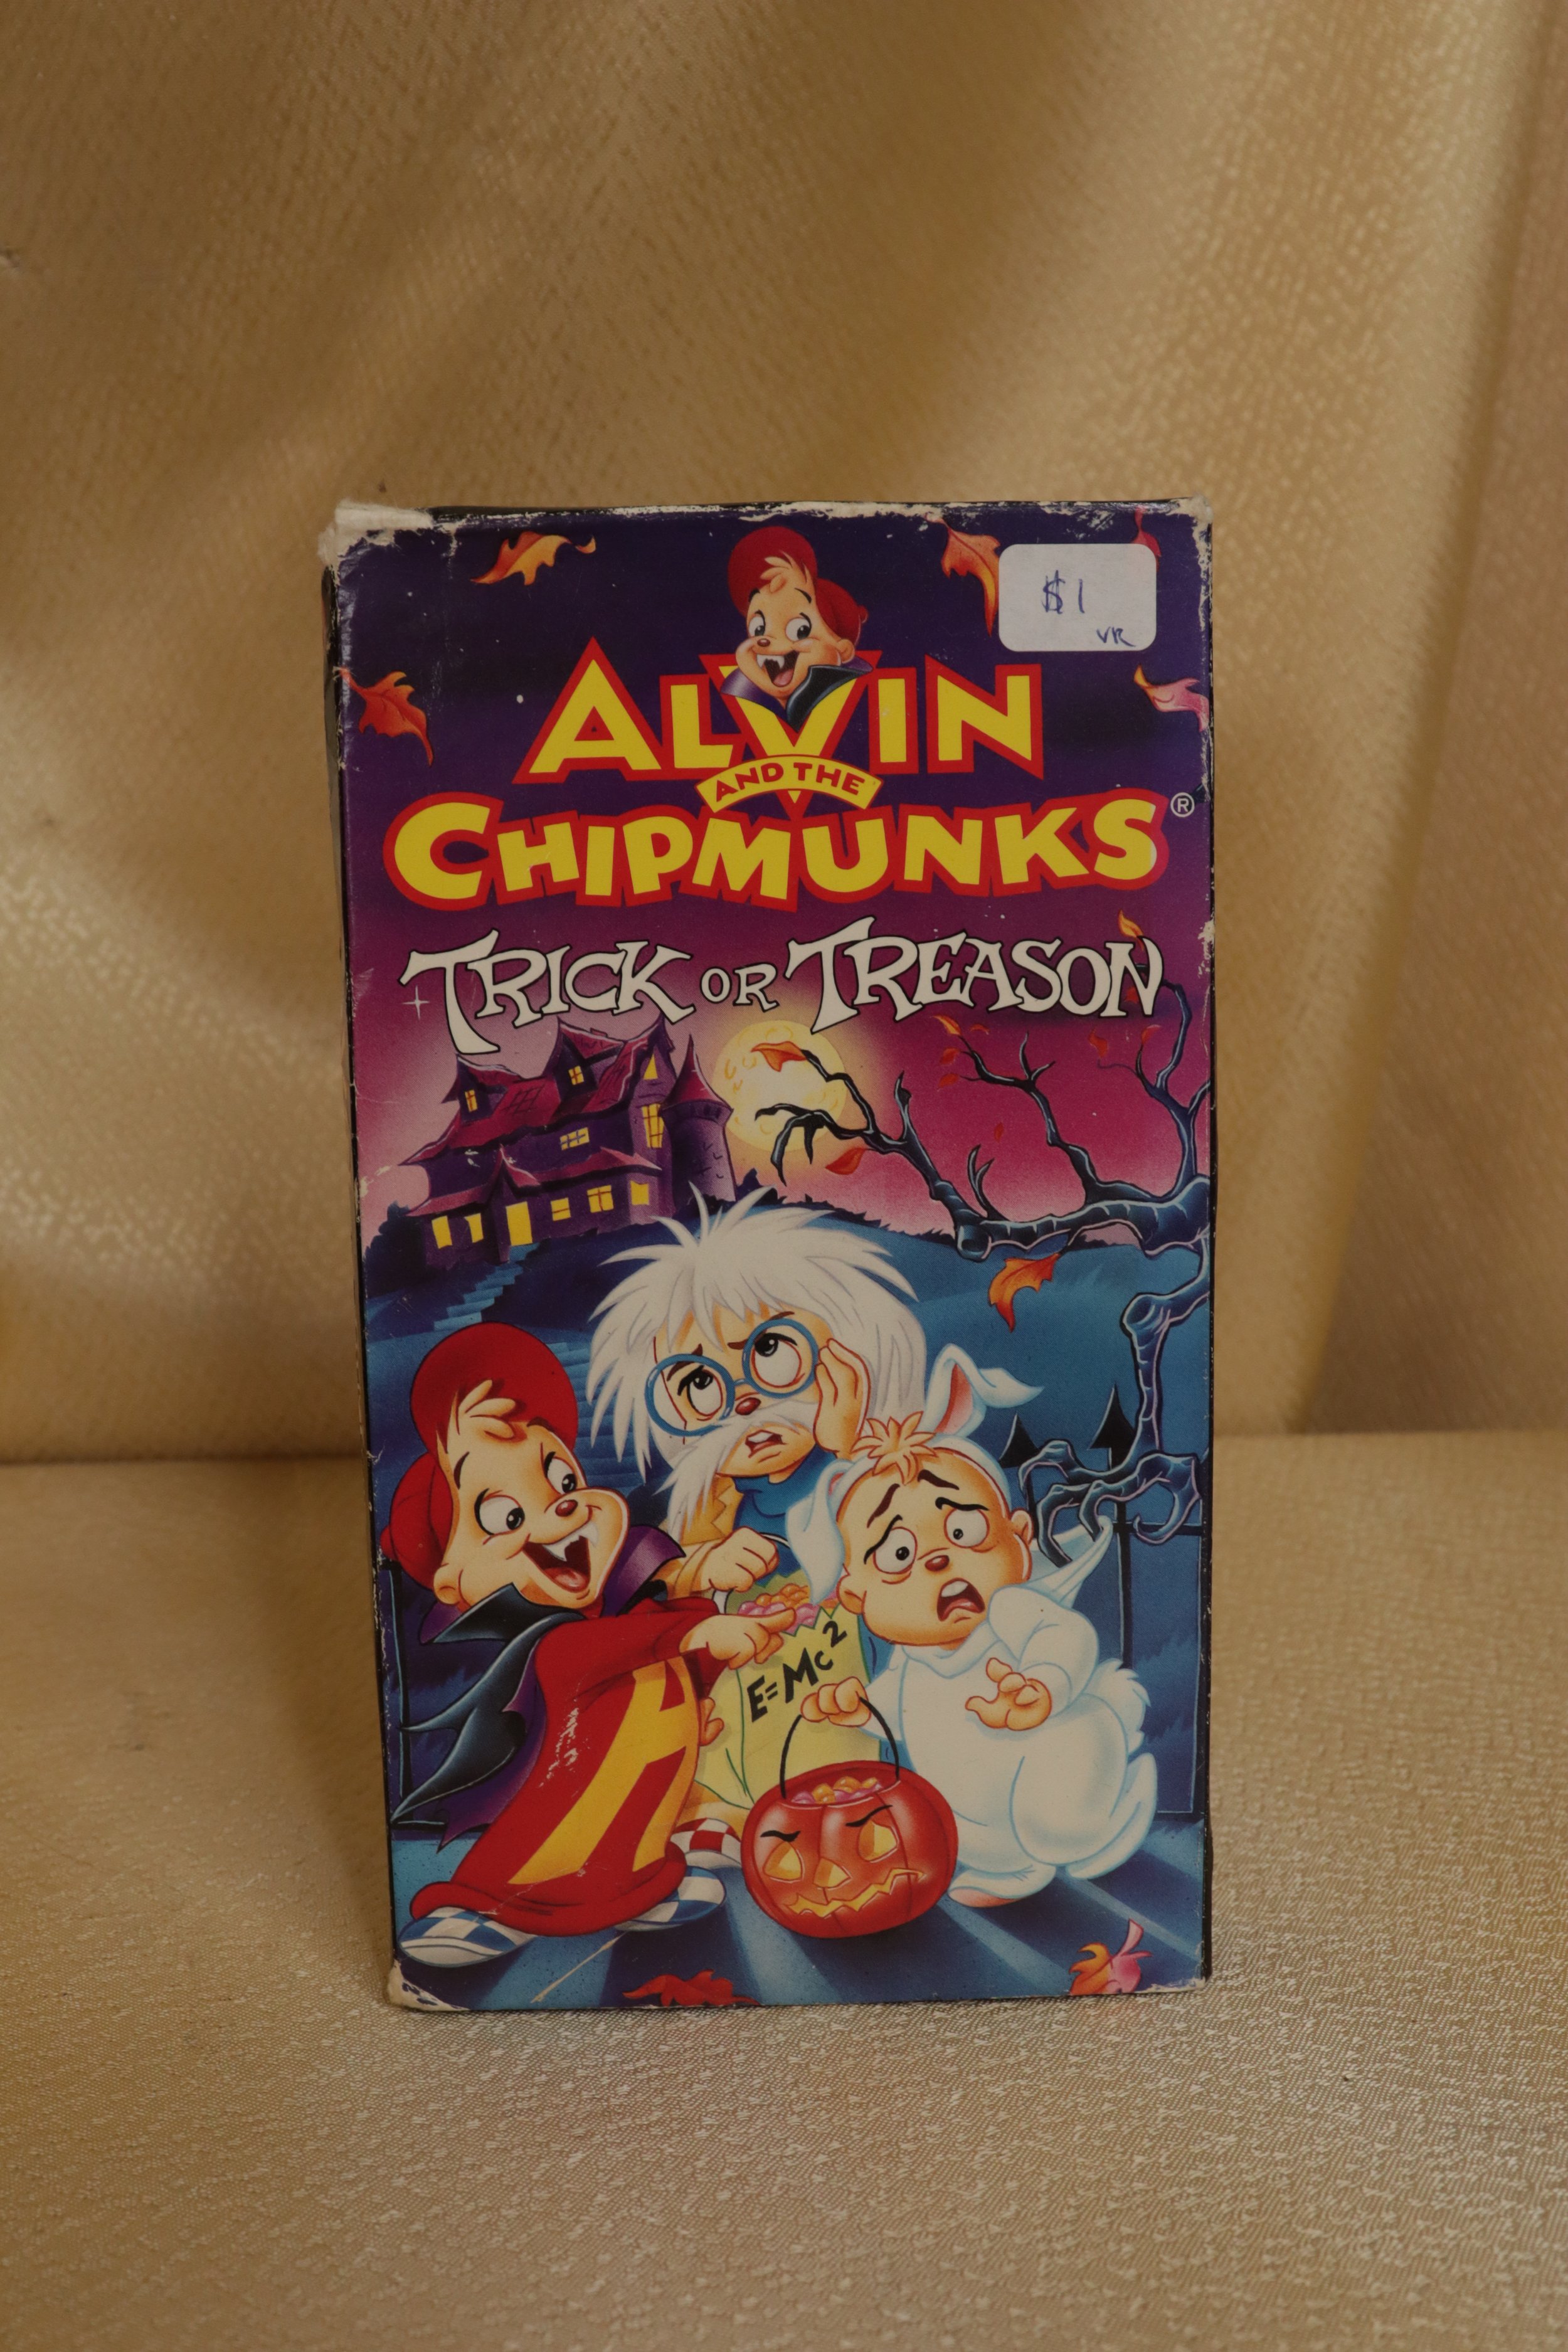 $1
VR
ALVIN
AND THE
CHIPMUNKS®
TRICK OR TREASON
E=MC²
A